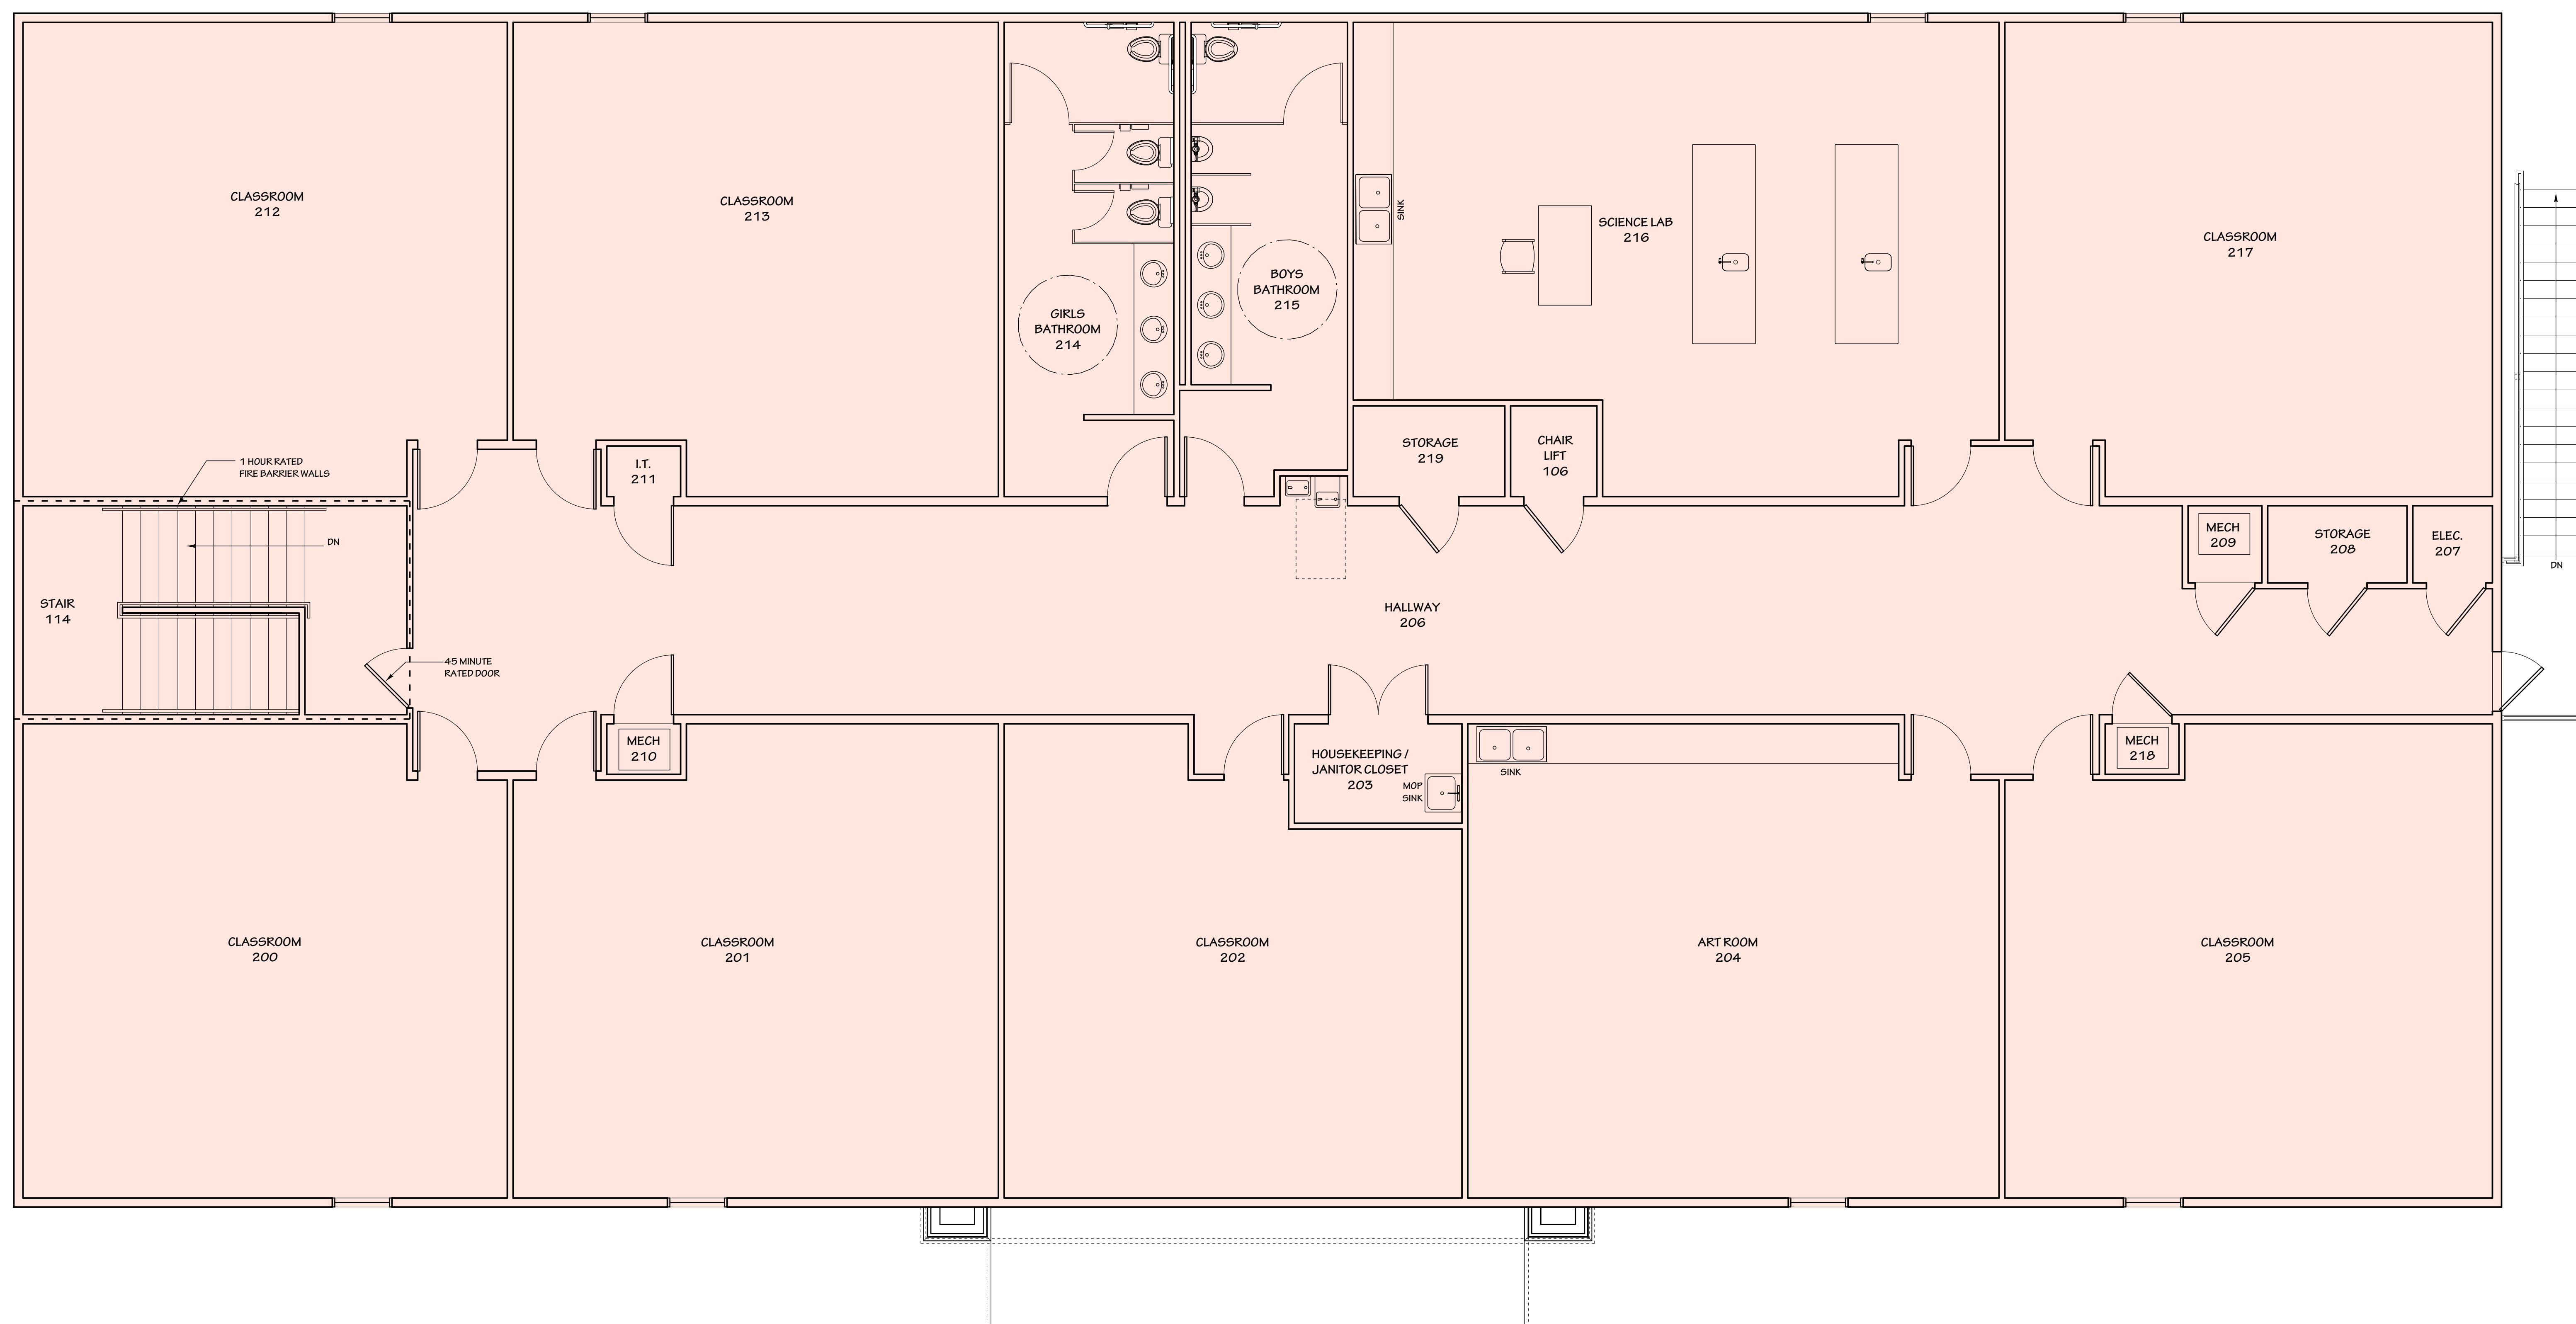 CLASSROOM
212
CLASSROOM
213
GIRLS
BATHROOM
214
BOYS
BATHROOM
215
SINK
SCIENCE LAB
216
CLASSROOM
217
1 HOUR RATED
FIRE BARRIER WALLS
I.T.
211
STORAGE
219
CHAIR
LIFT
106
DN
STAIR
114
45 MINUTE
RATED DOOR
HALLWAY
206
MECH
209
STORAGE
208
ELEC.
207
DN
MECH
210
HOUSEKEEPING /
JANITOR CLOSET
203
MOP
SINK
SINK
MECH
218
CLASSROOM
200
CLASSROOM
201
CLASSROOM
202
ART ROOM
204
CLASSROOM
205